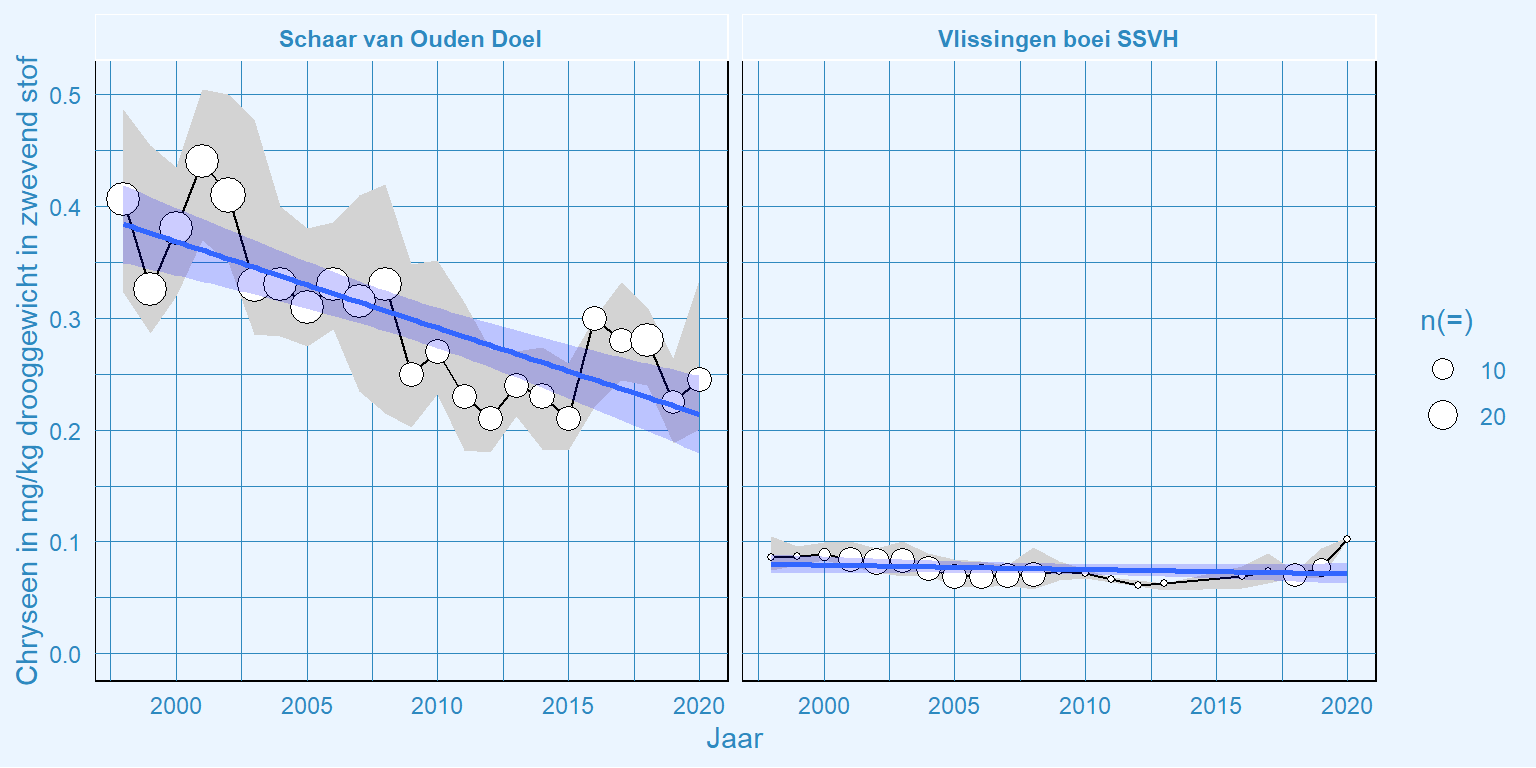 Schaar van Ouden Doel
Vlissingen boei SSVH
Chryseen in mg/kg drooggewicht in zwevend stof
0.5
0.4
0.3
0.2
0.1
0.0
2000 2005 2010 2015 2020
2000 2005 2010 2015 2020
Jaar
n(=)
10
20